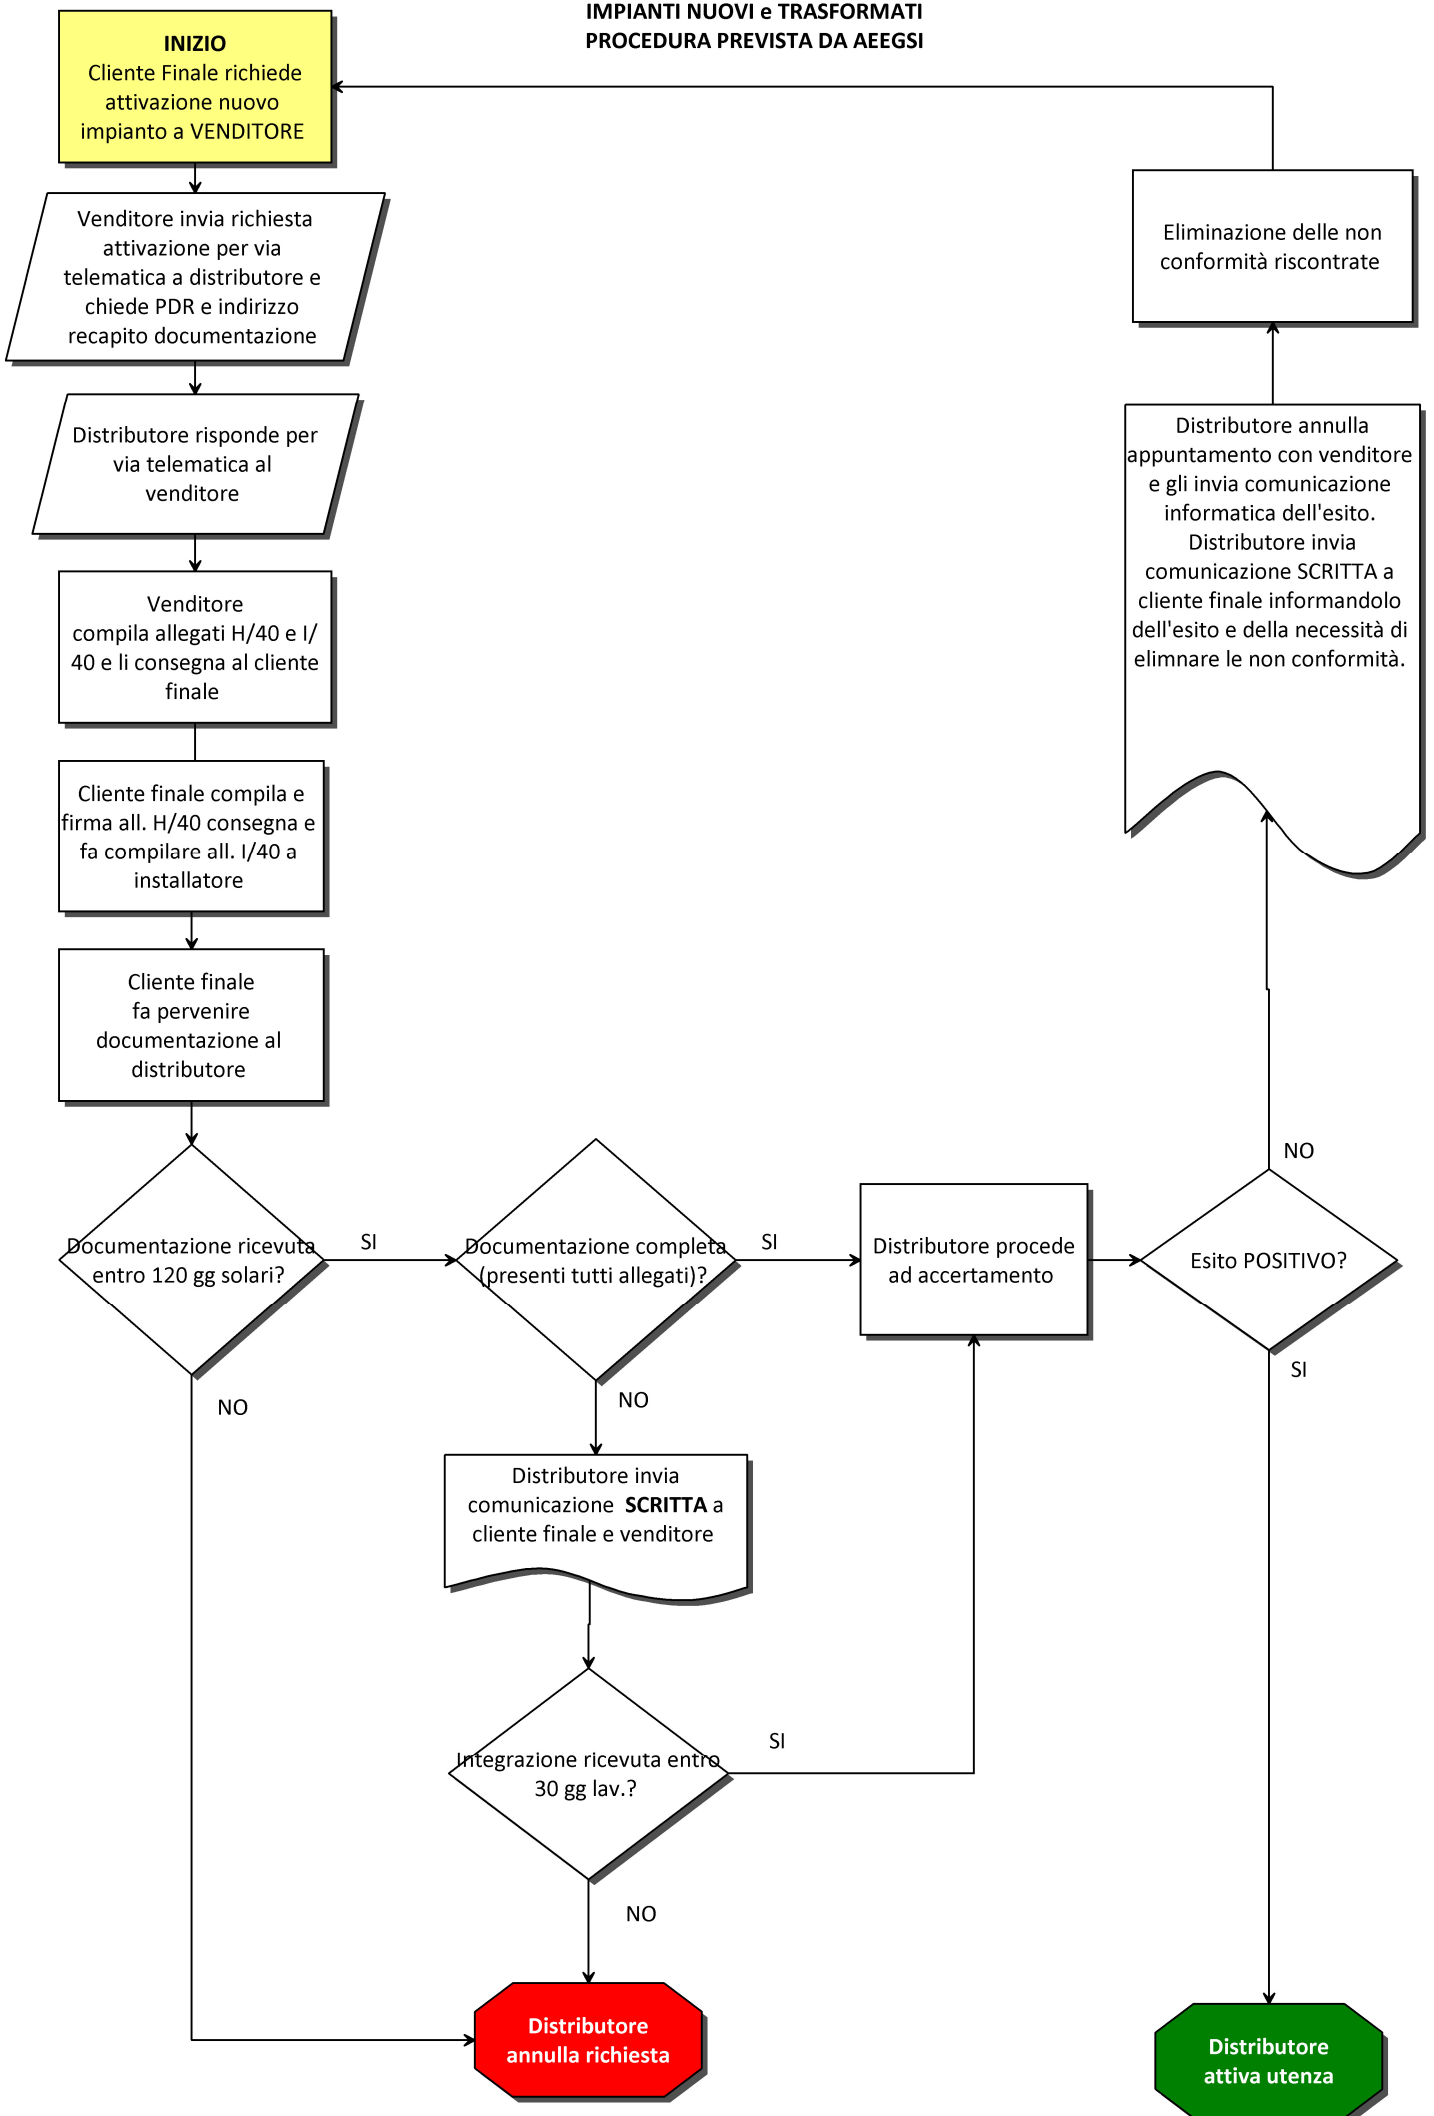 IMPIANTI NUOVI e TRASFORMATI
PROCEDURA PREVISTA DA AEEGSI
INIZIO
Cliente Finale richiede
attivazione nuovo
impianto a VENDITORE
Venditore invia richiesta
attivazione per via
telematica a distributore e
chiede PDR e indirizzo
recapito documentazione
Distributore risponde per
via telematica al
venditore
Venditore
compila allegati H/40 e I/
40 e li consegna al cliente
finale
Cliente finale compila e
firma all. H/40 consegna e
fa compilare all. I/40 a
installatore
Cliente finale
fa pervenire
documentazione al
distributore
Documentazione ricevuta
entro 120 gg solari?
SI
NO
Documentazione completa
(presenti tutti allegati)?
SI
NO
Distributore invia
comunicazione SCRITTA a
cliente finale e venditore
Integrazione ricevuta entro
30 gg lav.?
SI
NO
Distributore
annulla richiesta
Distributore procede
ad accertamento
Esito POSITIVO?
NO
SI
Distributore annulla
appuntamento con venditore
e gli invia comunicazione
informatica dell'esito.
Distributore invia
comunicazione SCRITTA a
cliente finale informandolo
dell'esito e della necessità di
elimnare le non conformità.
Eliminazione delle non
conformità riscontrate
Distributore
attiva utenza